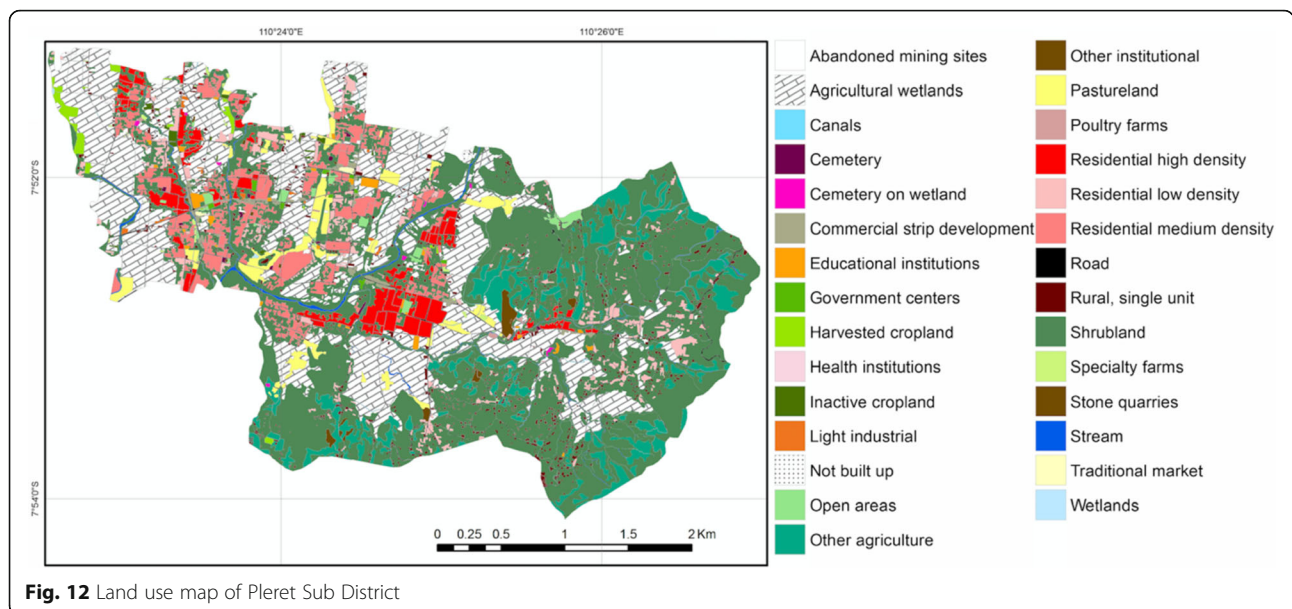 110°24'0"E
110°26'0"E
7°52'0"S
7°54'0"S
0 0.25 0.5 1 1.5 2 Km
Abandoned mining sites
Agricultural wetlands
Canals
Cemetery
Cemetery on wetland
Commercial strip development
Educational institutions
Government centers
Harvested cropland
Health institutions
Inactive cropland
Light industrial
Not built up
Open areas
Other agriculture
Other institutional
Pastureland
Poultry farms
Residential high density
Residential low density
Residential medium density
Road
Rural, single unit
Shrubland
Specialty farms
Stone quarries
Stream
Traditional market
Wetlands
Fig. 12 Land use map of Pleret Sub District